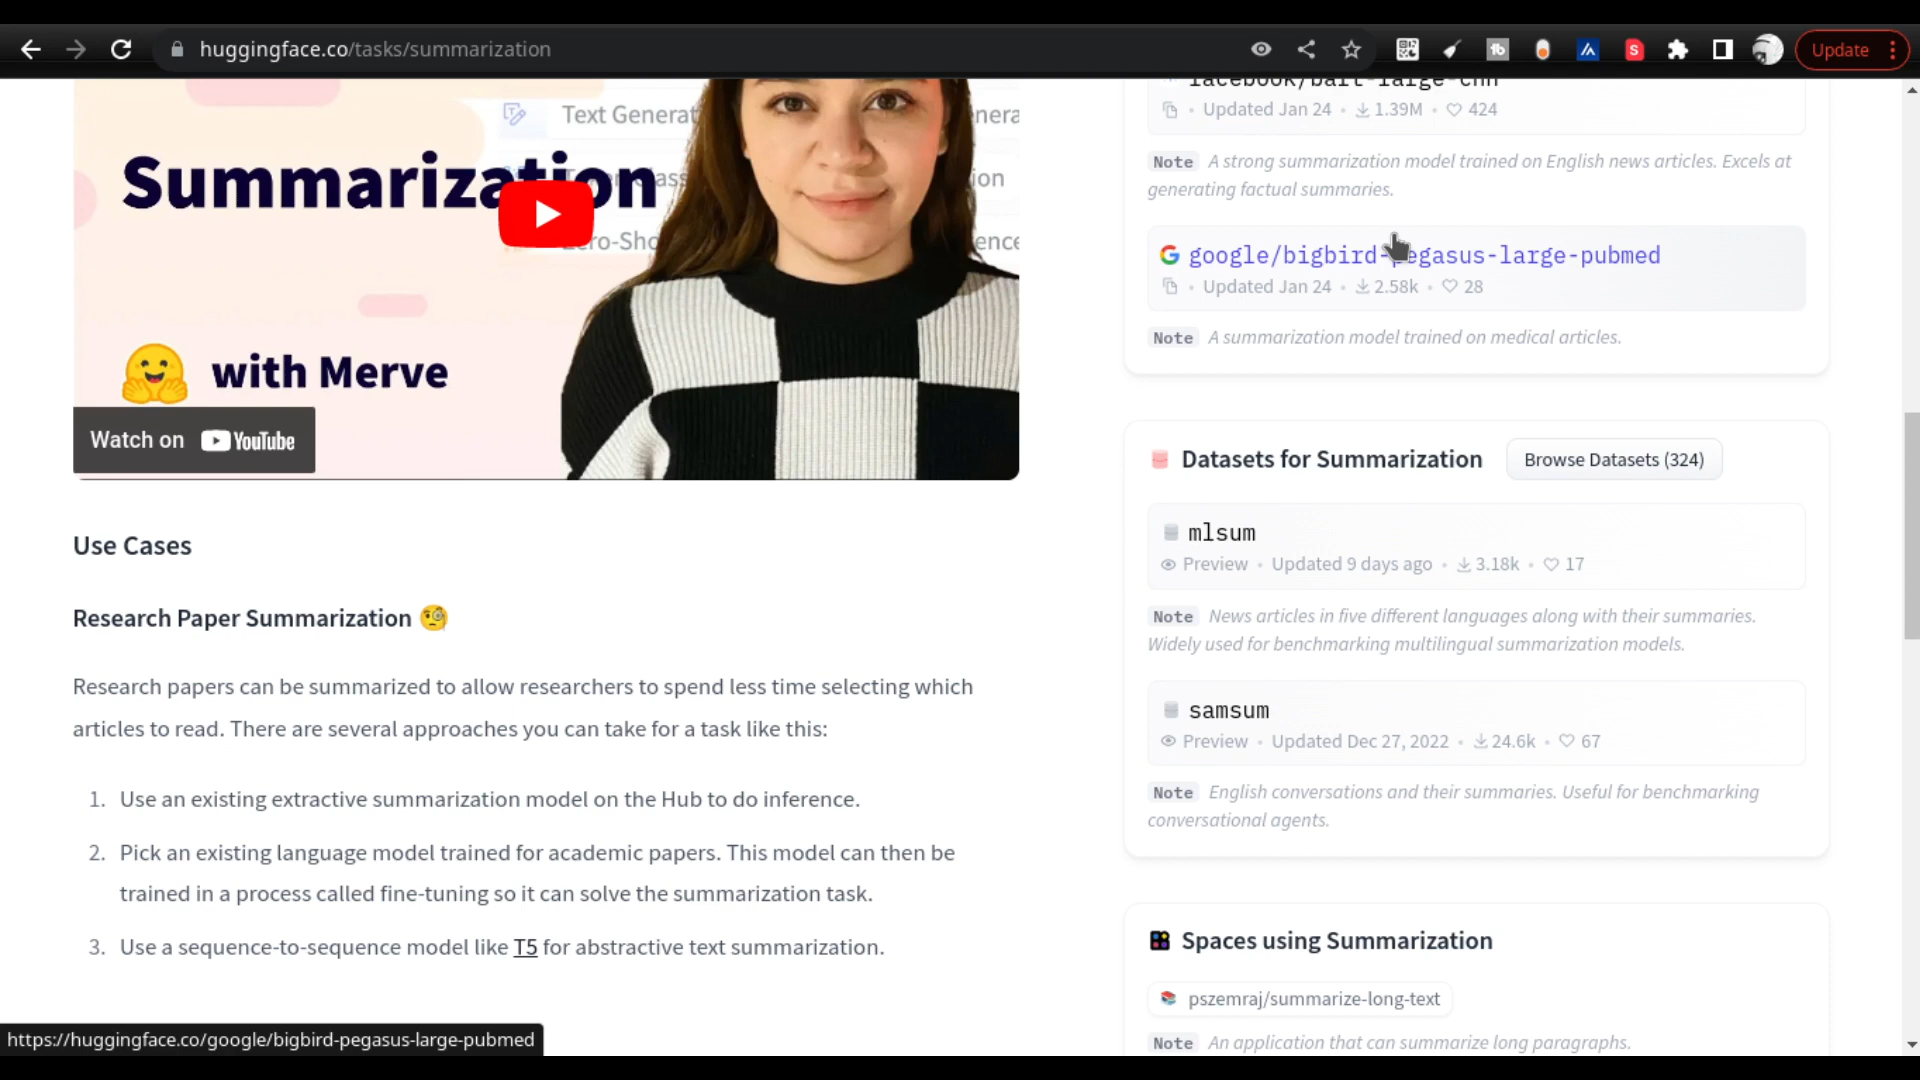 huggingface.co/tasks/summarization
Update
Text Generat
Summarization
with Merve
Watch on YouTube
Use Cases
Research Paper Summarization
Research papers can be summarized to allow researchers to spend less time selecting which
articles to read. There are several approaches you can take for a task like this:
1. Use an existing extractive summarization model on the Hub to do inference.
2. Pick an existing language model trained for academic papers. This model can then be
trained in a process called fine-tuning so it can solve the summarization task.
3. Use a sequence-to-sequence model like T5 for abstractive text summarization.
facebook/bart-large-cnn
Updated Jan 24 • 1.39M • 424
Note A strong summarization model trained on English news articles. Excels at
generating factual summaries.
google/bigbird-pegasus-large-pubmed
Updated Jan 24 • 2.58k • 28
Note A summarization model trained on medical articles.
Datasets for Summarization Browse Datasets (324)
mlsum
Preview • Updated 9 days ago • 3.18k • 17
Note News articles in five different languages along with their summaries.
Widely used for benchmarking multilingual summarization models.
samsum
Preview • Updated Dec 27, 2022 • 24.6k • 67
Note English conversations and their summaries. Useful for benchmarking
conversational agents.
Spaces using Summarization
pszemraj/summarize-long-text
Note An application that can summarize long paragraphs.
https://huggingface.co/google/bigbird-pegasus-large-pubmed